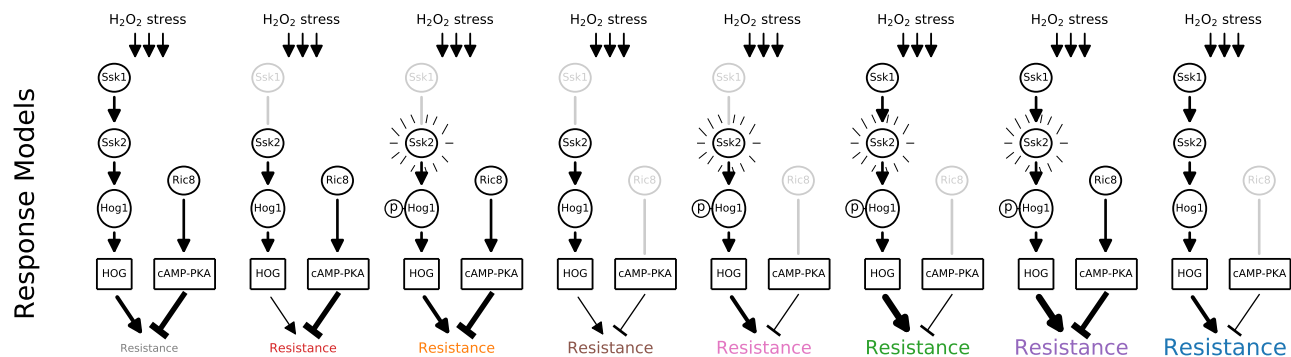 Response Models
H₂O₂ stress H₂O₂ stress H₂O₂ stress H₂O₂ stress H₂O₂ stress H₂O₂ stress H₂O₂ stress H₂O₂ stress
Ssk1 Ssk1 Ssk1 Ssk1 Ssk1 Ssk1 Ssk1 Ssk1
Ssk2 Ssk2 Ssk2 Ssk2 Ssk2 Ssk2 Ssk2 Ssk2
Ric8 Ric8 Ric8 Ric8 Ric8 Ric8 Ric8 Ric8
Hog1 Hog1 p Hog1 Hog1 p Hog1 p Hog1 p Hog1 Hog1
HOG cAMP-PKA HOG cAMP-PKA HOG cAMP-PKA HOG cAMP-PKA HOG cAMP-PKA HOG cAMP-PKA HOG cAMP-PKA HOG cAMP-PKA
Resistance Resistance Resistance Resistance Resistance Resistance Resistance Resistance